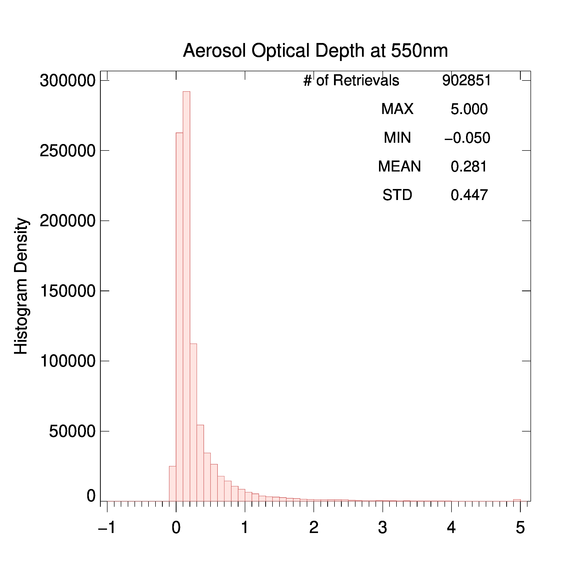 Aerosol Optical Depth at 550nm
# of Retrievals 902851
MAX 5.000
MIN −0.050
MEAN 0.281
STD 0.447
Histogram Density
300000
250000
200000
150000
100000
50000
0
−1 0 1 2 3 4 5